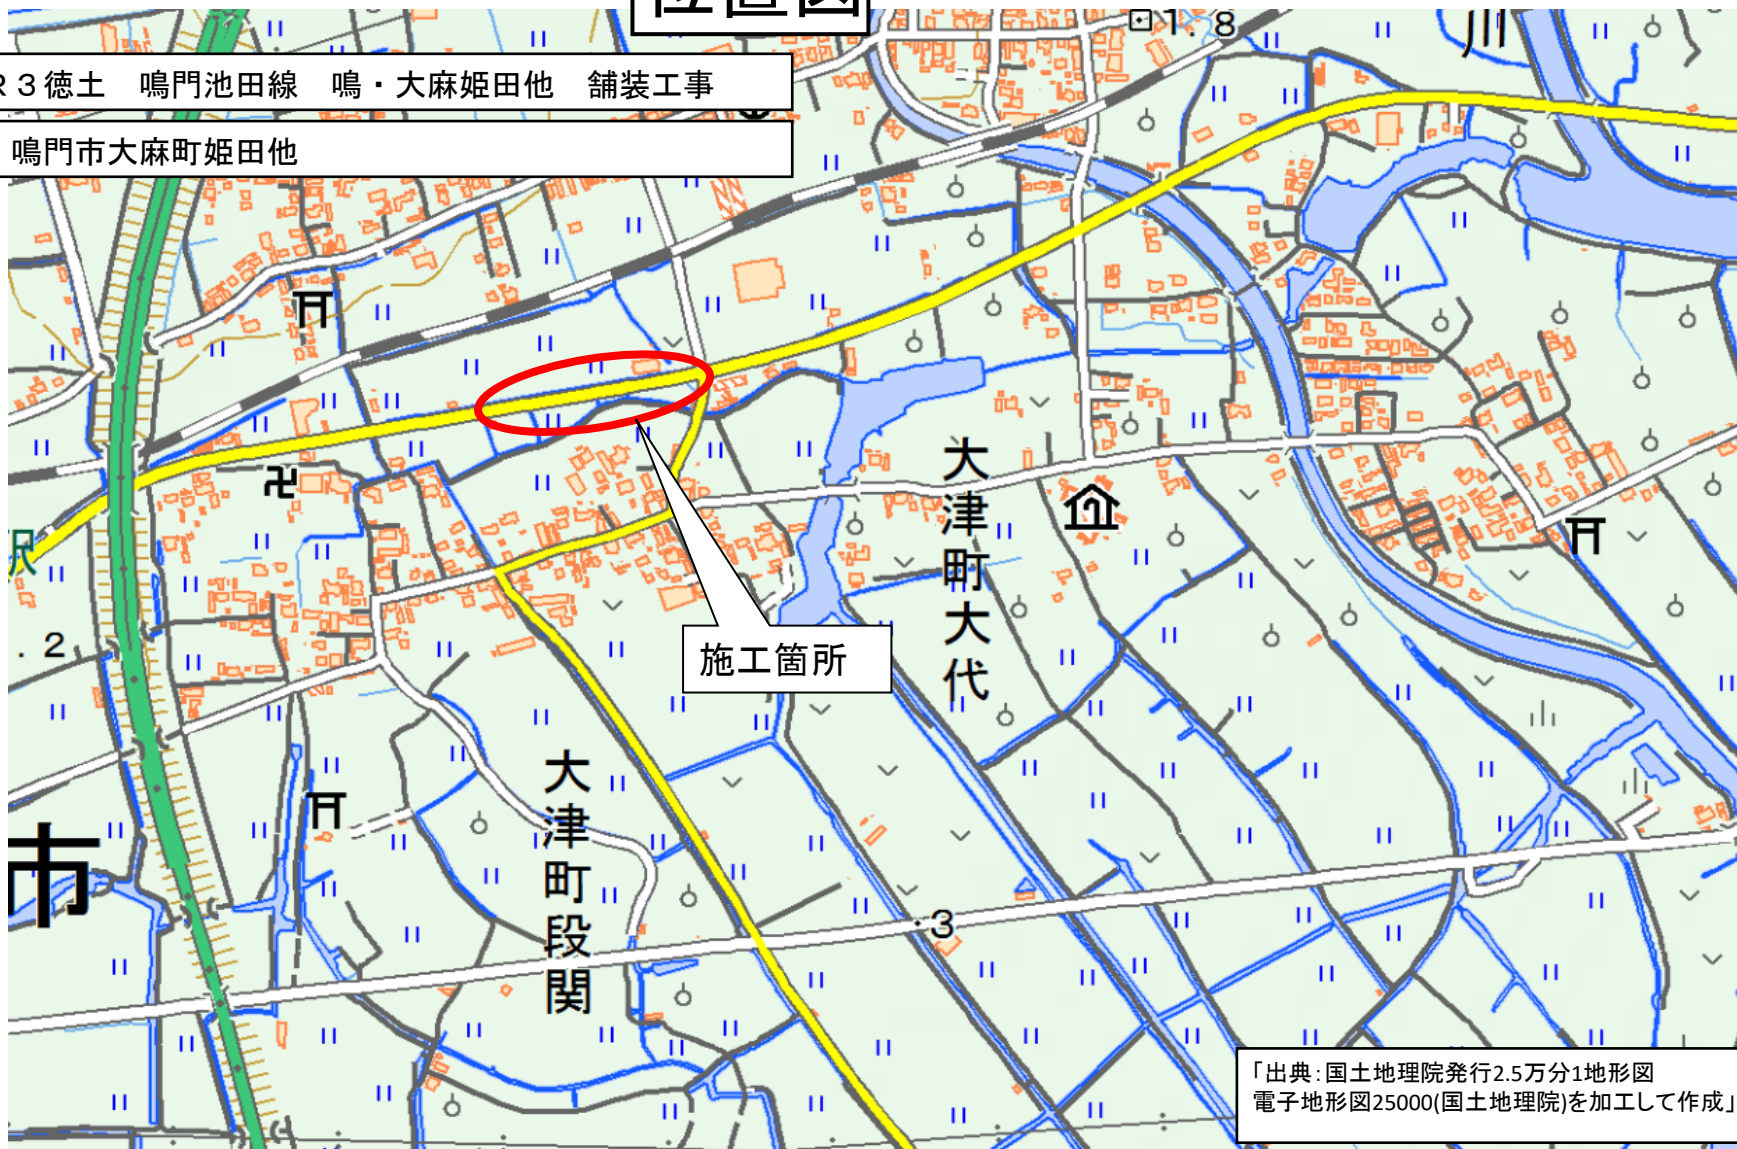 位置図
R3徳土　鳴門池田線　鳴・大麻姫田他　舗装工事
鳴門市大麻町姫田他
1.8
川
駅
.2
大津町大代
施工箇所
大津町段関
市
・3
「出典：国土地理院発行2.5万分1地形図
電子地形図25000(国土地理院)を加工して作成」